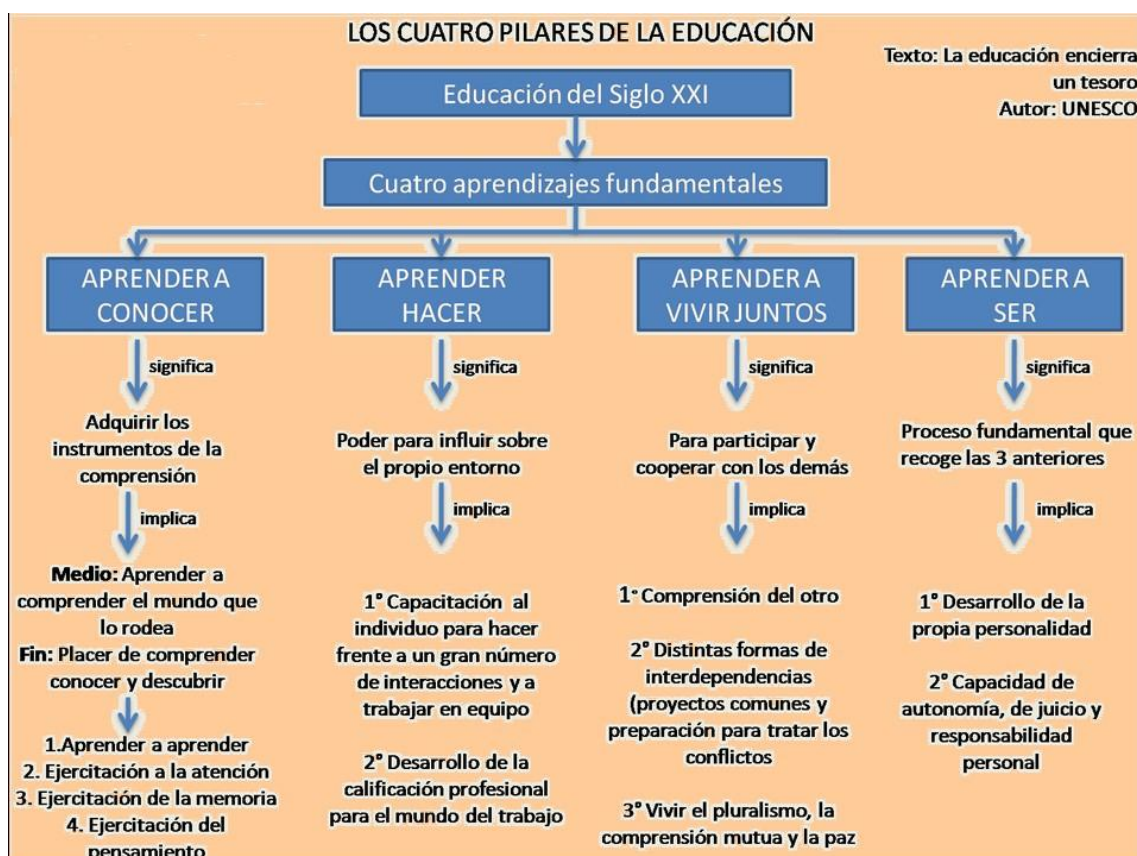 LOS CUATRO PILARES DE LA EDUCACIÓN
Texto: La educación encierra
un tesoro
Autor: UNESCO
Educación del Siglo XXI
Cuatro aprendizajes fundamentales
APRENDER A
CONOCER
significa
Adquirir los
instrumentos de la
comprensión
implica
Medio: Aprender a
comprender el mundo que
lo rodea
Fin: Placer de comprender
conocer y descubrir
1.Aprender a aprender
2. Ejercitación a la atención
3. Ejercitación de la memoria
4. Ejercitación del
pensamiento
APRENDER
HACER
significa
Poder para influir sobre
el propio entorno
implica
1° Capacitación al
individuo para hacer
frente a un gran número
de interacciones y a
trabajar en equipo
2° Desarrollo de la
calificación profesional
para el mundo del trabajo
APRENDER A
VIVIR JUNTOS
significa
Para participar y
cooperar con los demás
implica
1° Comprensión del otro
2° Distintas formas de
interdependencias
(proyectos comunes y
preparación para tratar los
conflictos
3° Vivir el pluralismo, la
comprensión mutua y la paz
APRENDER A
SER
significa
Proceso fundamental que
recoge las 3 anteriores
implica
1° Desarrollo de la
propia personalidad
2° Capacidad de
autonomía, de juicio y
responsabilidad
personal